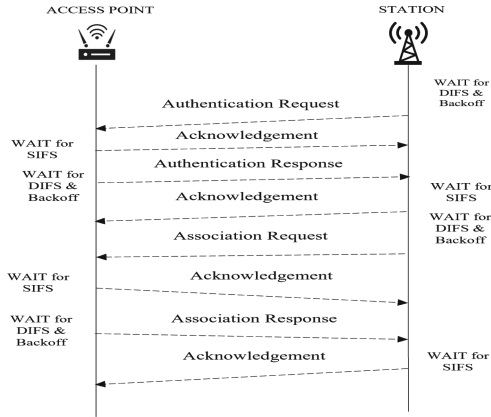 ACCESS POINT
STATION
WAIT for
DIFS &
Backoff
Authentication Request
Acknowledgement
WAIT for
SIFS
Authentication Response
WAIT for
DIFS &
Backoff
Acknowledgement
WAIT for
SIFS
WAIT for
DIFS &
Backoff
Association Request
Acknowledgement
WAIT for
SIFS
Association Response
WAIT for
DIFS &
Backoff
Acknowledgement
WAIT for
SIFS